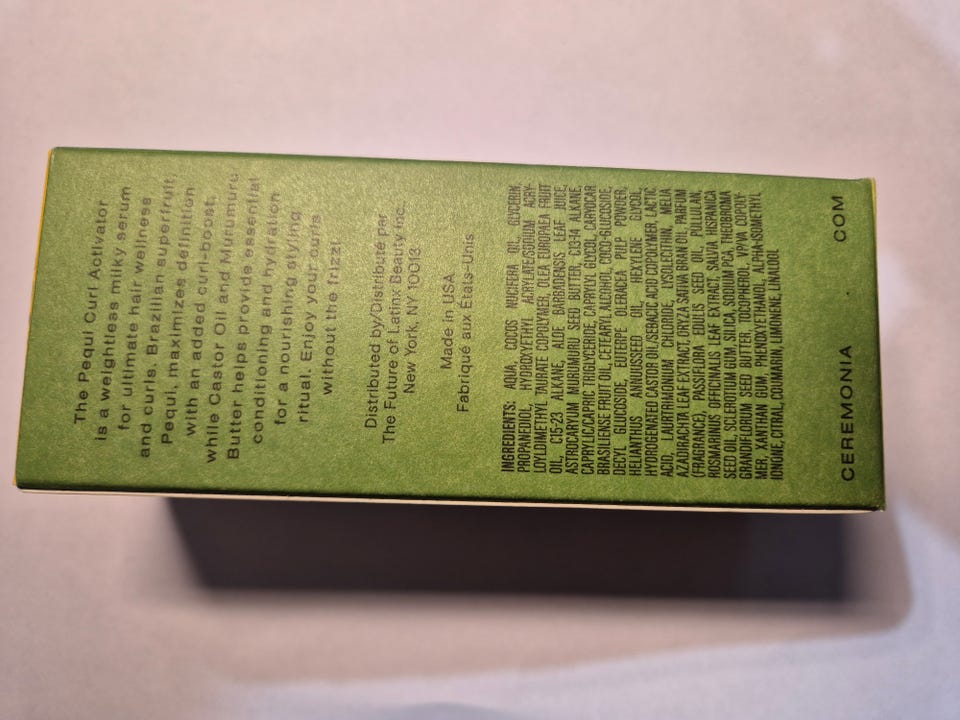 The Pequi Curl Activator
is a weightless milky serum
for ultimate hair wellness
and curls. Brazilian superfruit,
Pequi, maximizes definition
with an added curl-boost,
while Castor Oil and Murumuru
Butter helps provide essential
conditioning and hydration
for a nourishing styling
ritual. Enjoy your curls
without the frizz!
Distributed by/Distribué par
The Future of Latinx Beauty Inc.
New York, NY 10013
Made in USA
Fabriqué aux États-Unis
INGREDIENTS: AQUA, COCOS NUCIFERA OIL, GLYCERIN,
PROPANEDIOL, HYDROXYETHYL ACRYLATE/SODIUM ACRY-
LOYLDIMETHYL TAURATE COPOLYMER, OLEA EUROPAEA FRUIT
OIL, C15-23 ALKANE, ALOE BARBADENSIS LEAF JUICE,
ASTROCARYUM MURUMURU SEED BUTTER, C13-14 ALKANE,
CAPRYLIC/CAPRIC TRIGLYCERIDE, CAPRYLYL GLYCOL, CARYOCAR
BRASILIENSE FRUIT OIL, CETEARYL ALCOHOL, COCO-GLUCOSIDE,
DECYL GLUCOSIDE, EUTERPE OLERACEA PULP POWDER,
HELIANTHUS ANNUUS SEED OIL, HEXYLENE GLYCOL,
HYDROGENATED CASTOR OIL/SEBACIC ACID COPOLYMER, LACTIC
ACID, LAURTRIMONIUM CHLORIDE, LYSOLECITHIN, MELIA
AZADIRACHTA LEAF EXTRACT, ORYZA SATIVA BRAN OIL, PARFUM
(FRAGRANCE), PASSIFLORA EDULIS SEED OIL, PULLULAN,
ROSMARINUS OFFICINALIS LEAF EXTRACT, SALVIA HISPANICA
SEED OIL, SCLEROTIUM GUM, SILICA, SODIUM PCA, THEOBROMA
GRANDIFLORUM SEED BUTTER, TOCOPHEROL, VP/VA COPOLY-
MER, XANTHAN GUM, PHENOXYETHANOL, ALPHA-ISOMETHYL
IONONE, CITRAL, COUMARIN, LIMONENE, LINALOOL
CEREMONIA . COM